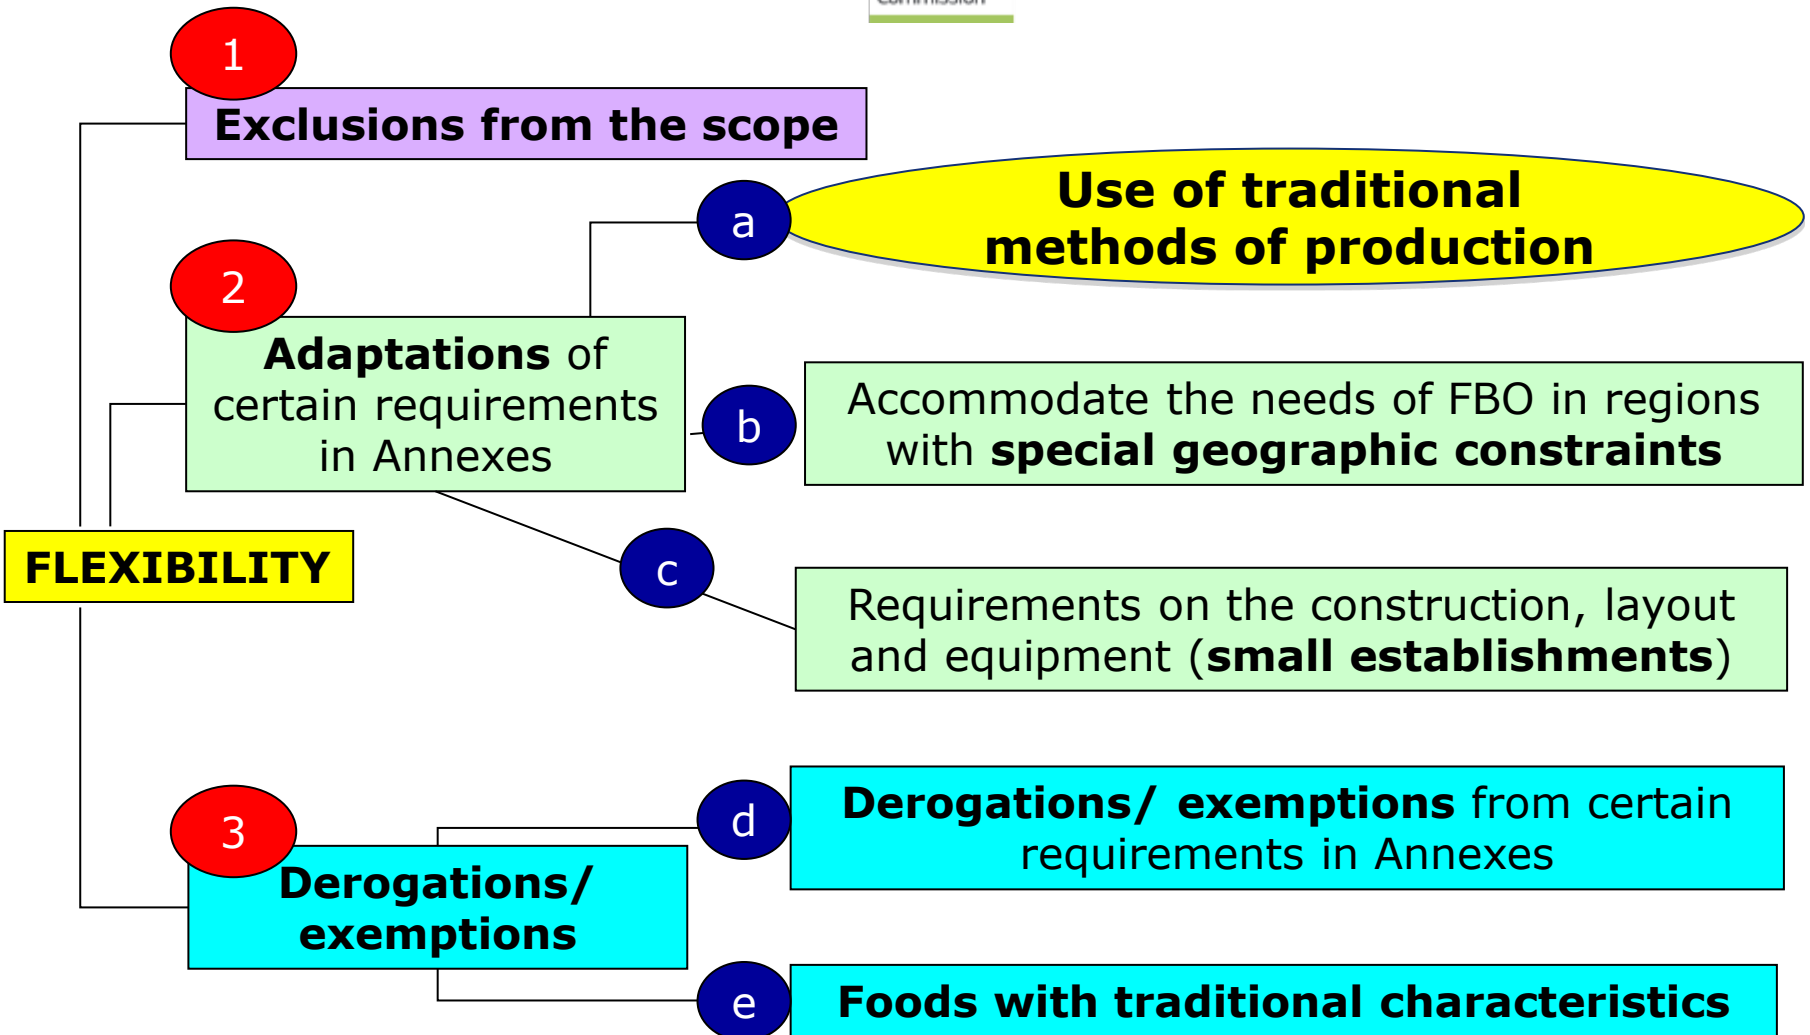 Commission
1
Exclusions from the scope
a
Use of traditional
methods of production
2
Adaptations of
certain requirements
in Annexes
b
Accommodate the needs of FBO in regions
with special geographic constraints
FLEXIBILITY
c
Requirements on the construction, layout
and equipment (small establishments)
3
Derogations/
exemptions
d
Derogations/ exemptions from certain
requirements in Annexes
e
Foods with traditional characteristics